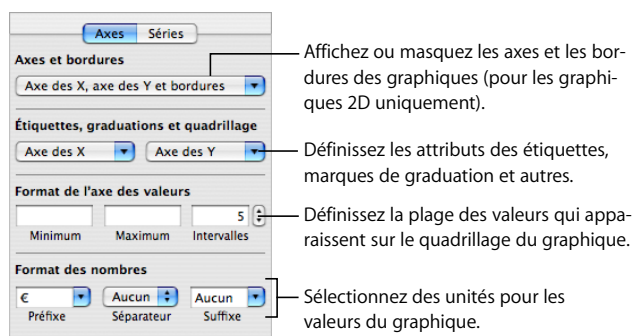 Axes Séries
Axes et bordures
Axe des X, axe des Y et bordures
Affichez ou masquez les axes et les bor-
dures des graphiques (pour les graphi-
ques 2D uniquement).
Étiquettes, graduations et quadrillage
Axe des X Axe des Y
Définissez les attributs des étiquettes,
marques de graduation et autres.
Format de l'axe des valeurs
5
Minimum Maximum Intervalles
Définissez la plage des valeurs qui appa-
raissent sur le quadrillage du graphique.
Format des nombres
€ Aucun Aucun
Préfixe Séparateur Suffixe
Sélectionnez des unités pour les
valeurs du graphique.